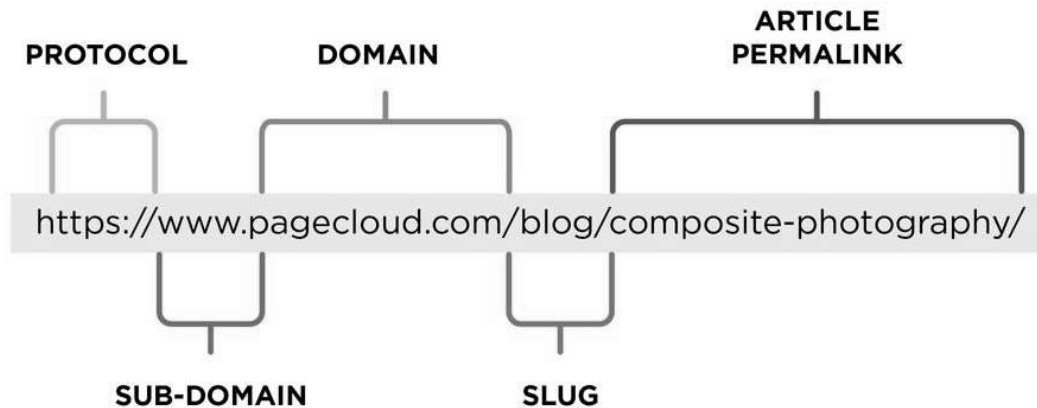 PROTOCOL
DOMAIN
ARTICLE
PERMALINK
https://www.pagecloud.com/blog/composite-photography/
SUB-DOMAIN
SLUG